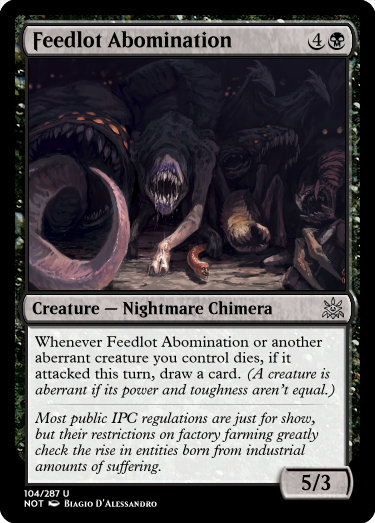 Feedlot Abomination 4
Creature — Nightmare Chimera
Whenever Feedlot Abomination or another
aberrant creature you control dies, if it
attacked this turn, draw a card. (A creature is
aberrant if its power and toughness aren't equal.)
Most public IPC regulations are just for show,
but their restrictions on factory farming greatly
check the rise in entities born from industrial
amounts of suffering.
5/3
104/287 U
NOT Biagio D'Alessandro